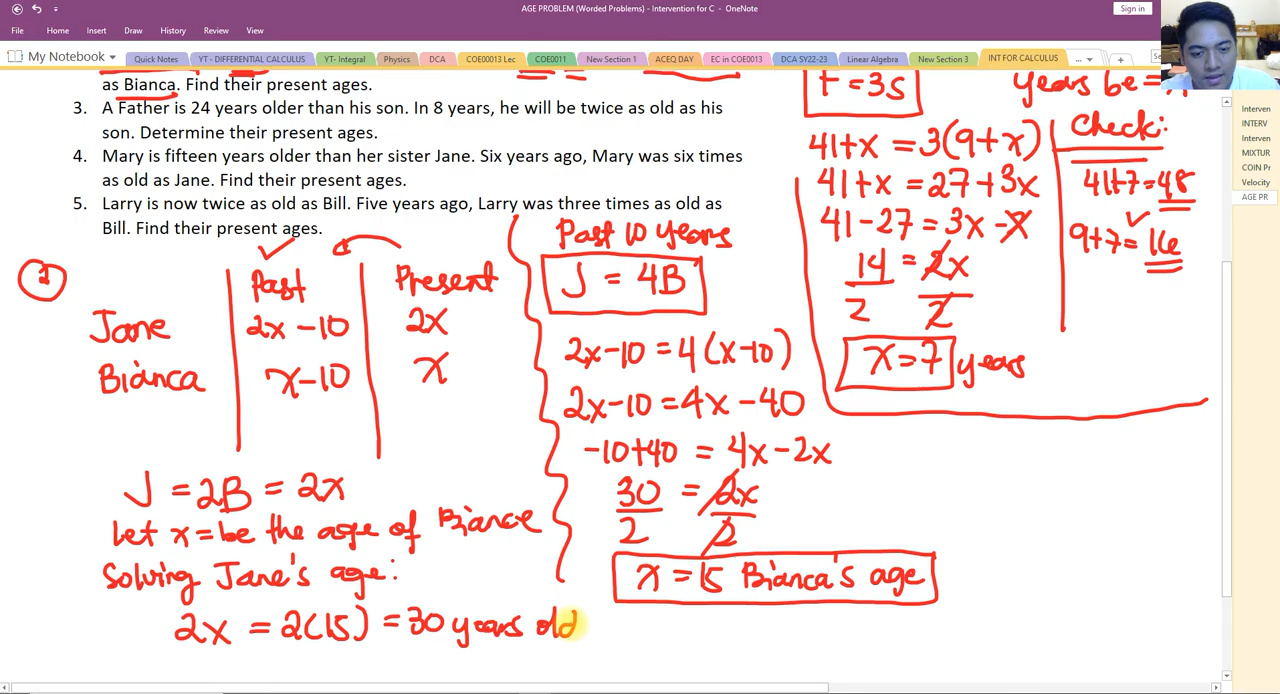 AGE PROBLEM (Worded Problems) - Intervention for C - OneNote
Sign in
File Home Insert Draw History Review View
My Notebook
Quick Notes
YT - DIFFERENTIAL CALCULUS
YT- Integral
Physics
DCA
COE0013 Lec
COE0011
New Section 1
ACEQ DAY
EC in COE0013
DCA SY22-23
Linear Algebra
New Section 3
INT FOR CALCULUS
...
+
Interven
INTERV
Interven
MIXTUR
COIN Pr
Velocity
AGE PR
as Bianca. Find their present ages.
3. A Father is 24 years older than his son. In 8 years, he will be twice as old as his
son. Determine their present ages.
4. Mary is fifteen years older than her sister Jane. Six years ago, Mary was six times
as old as Jane. Find their present ages.
5. Larry is now twice as old as Bill. Five years ago, Larry was three times as old as
Bill. Find their present ages.
Past Present
Jane 2x-10 2x
Bianca x-10 x
J = 2B = 2x
Let x = be the age of Bianca
Solving Jane's age:
2x = 2(15) = 30 years old
Past 10 years
J = 4B
2x-10 = 4(x-10)
2x-10 = 4x-40
-10+40 = 4x-2x
30 = 2x
2 2
x = 15 Bianca's age
F = 3S
years be =
41+x = 3(9+x)
41+x = 27+3x
41-27 = 3x-x
14 = 2x
2 2
x = 7 years
Check:
41+7 = 48
9+7 = 16